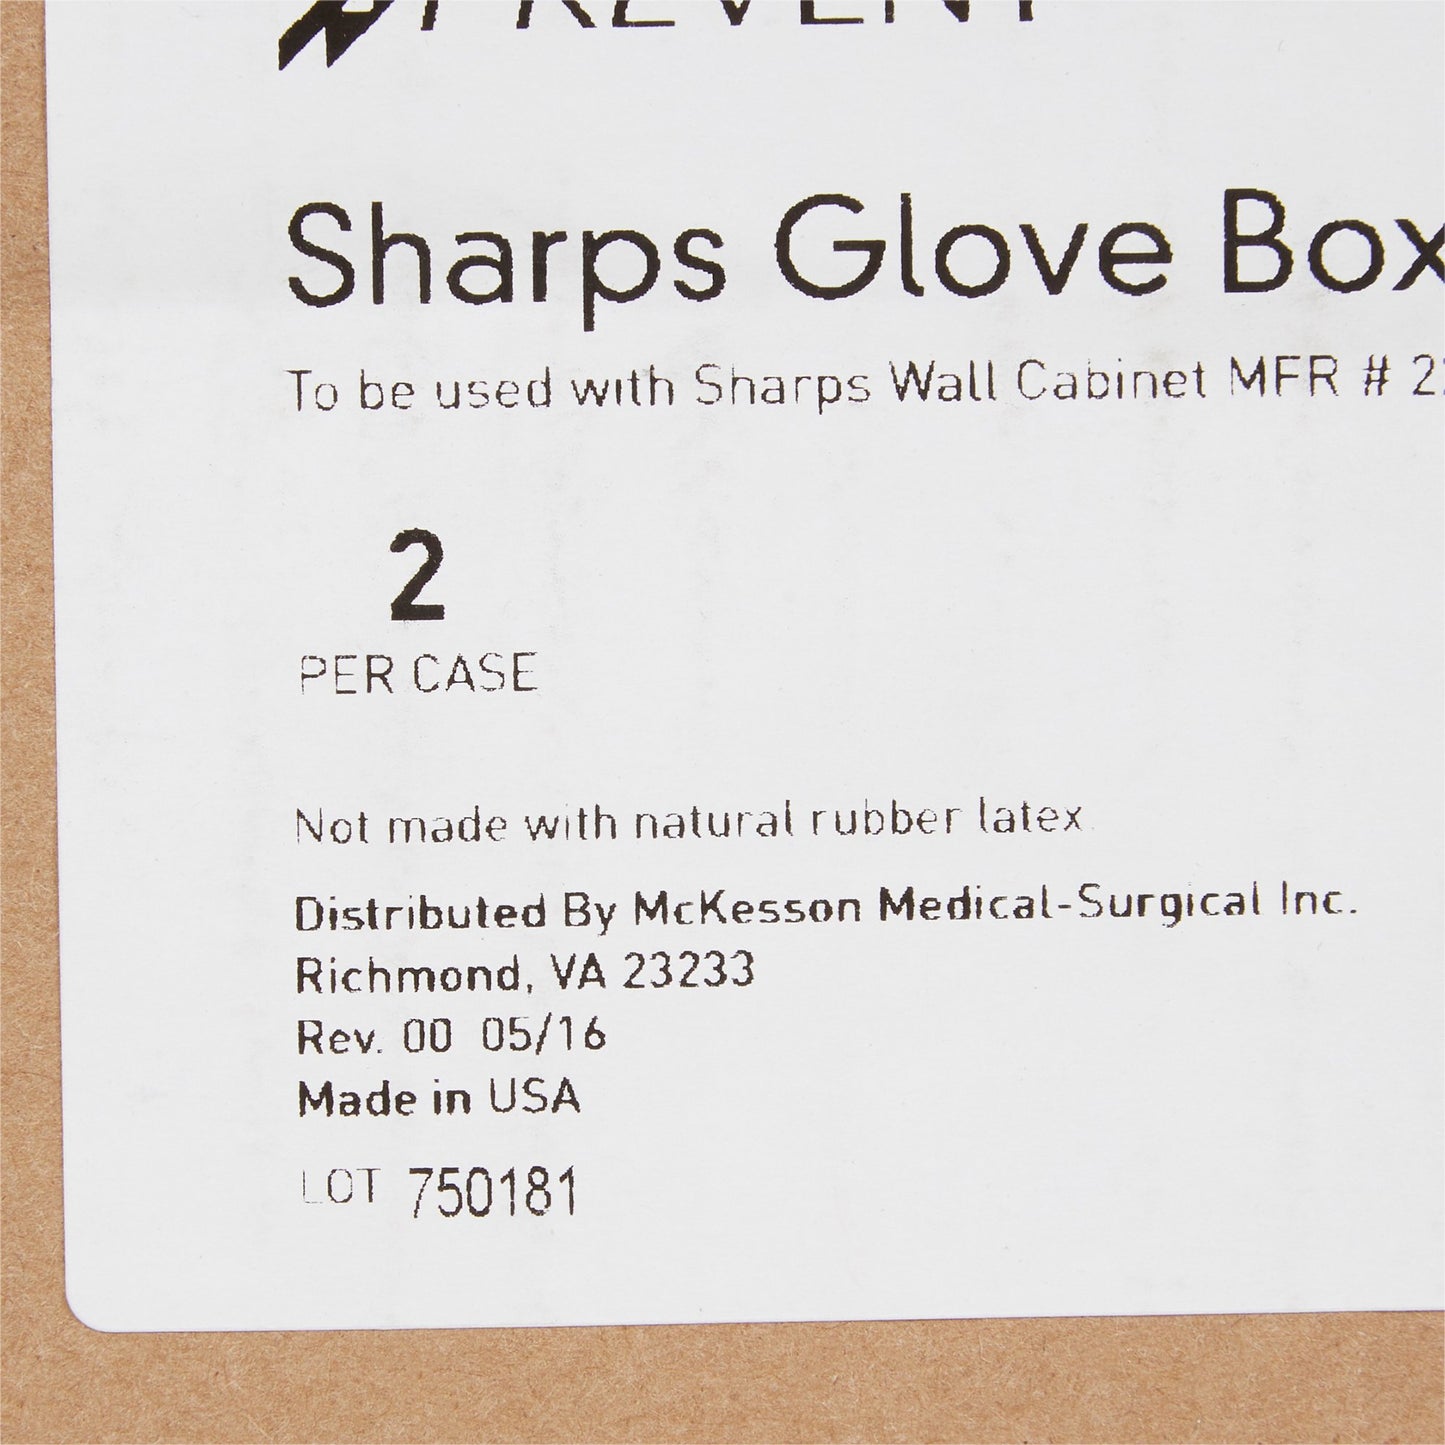 PREVENT
Sharps Glove Box
To be used with Sharps Wall Cabinet MFR #
2
PER CASE
Not made with natural rubber latex.
Distributed By McKesson Medical-Surgical Inc.
Richmond, VA 23233
Rev. 00 05/16
Made in USA
LOT 750181